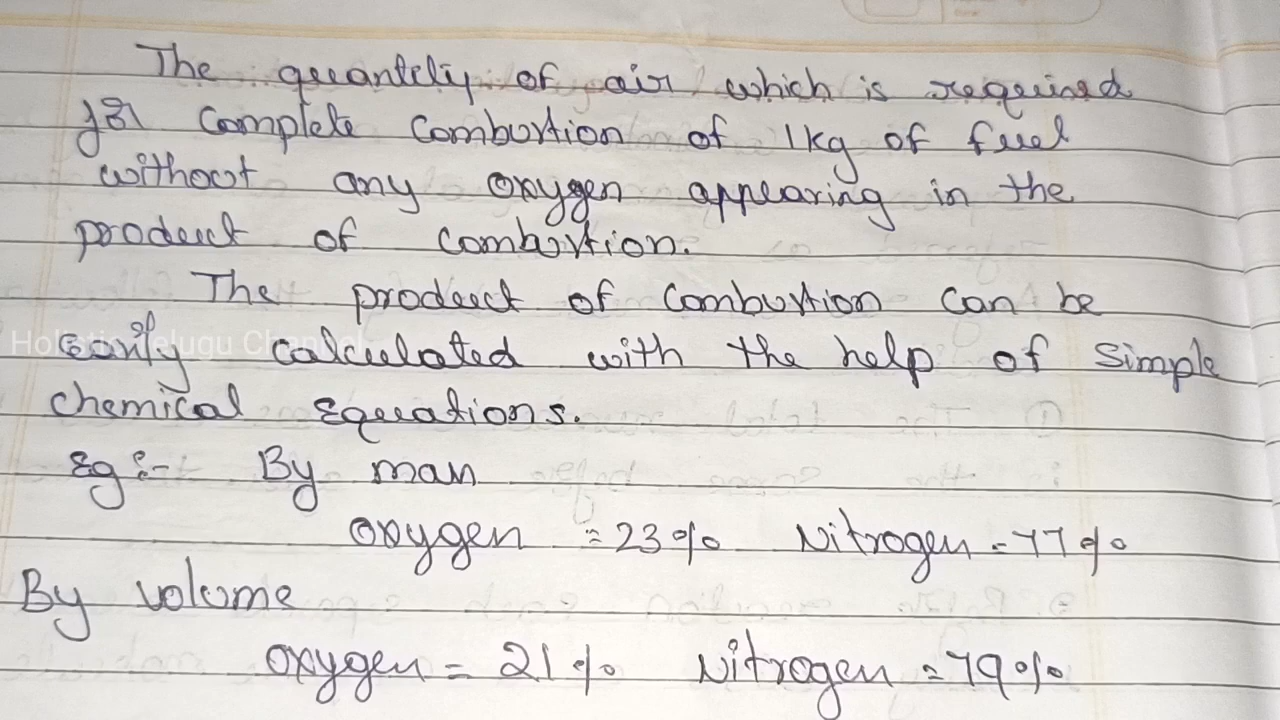 The quantity of air which is required
for complete combustion of 1kg of fuel
without any oxygen appearing in the
product of combustion.
The product of combustion can be
easily calculated with the help of simple
chemical Equations.
Eg:- By mass
oxygen = 23% Nitrogen = 77%
By volume
oxygen = 21% Nitrogen = 79%